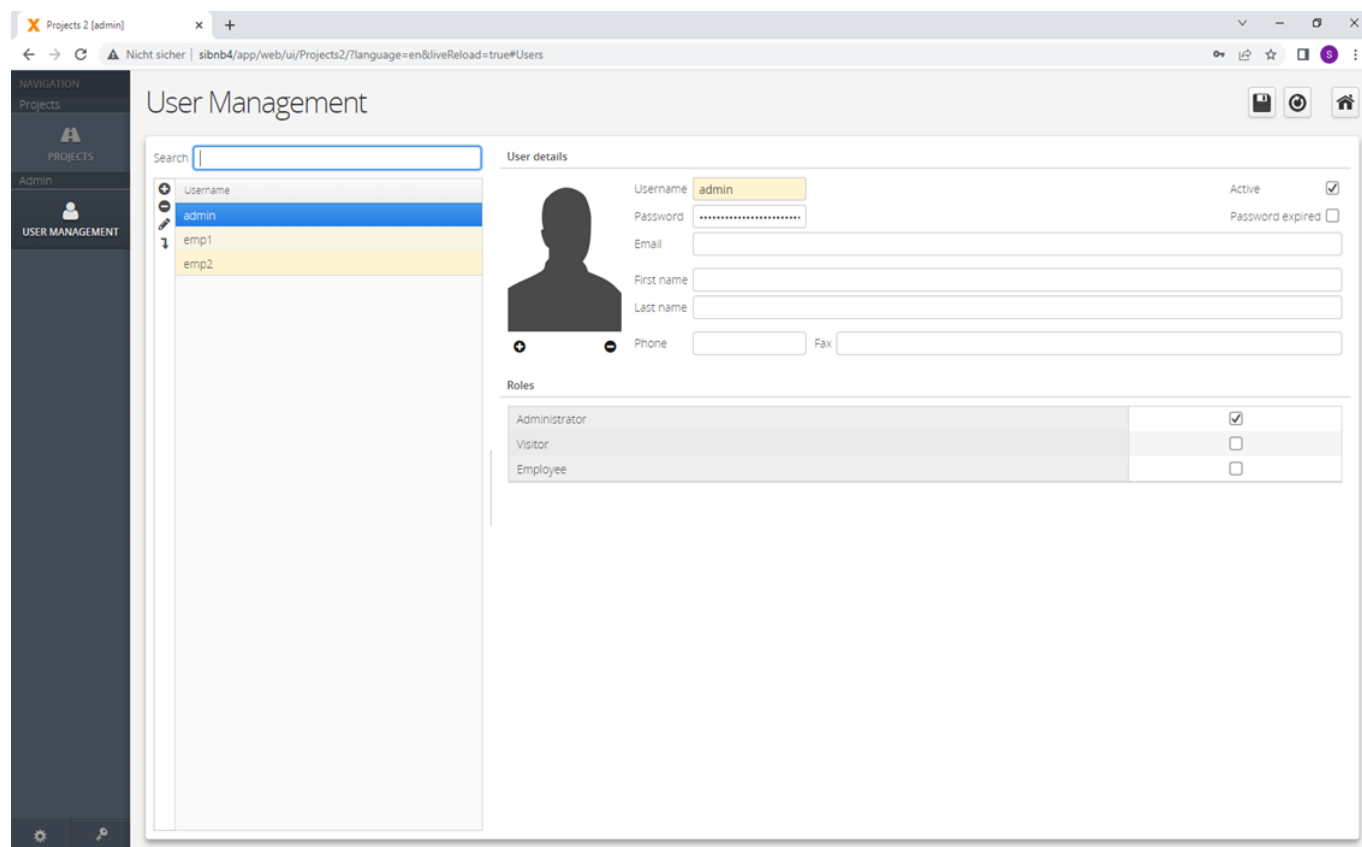 Projects 2 [admin]
Nicht sicher | sibnb4/app/web/ui/Projects2/?language=en&liveReload=true#Users
S
NAVIGATION
Projects
PROJECTS
Admin
USER MANAGEMENT
User Management
Search
Username
admin
emp1
emp2
User details
Username admin
Active
Password
Password expired
Email
First name
Last name
Phone
Fax
Roles
Administrator
Visitor
Employee